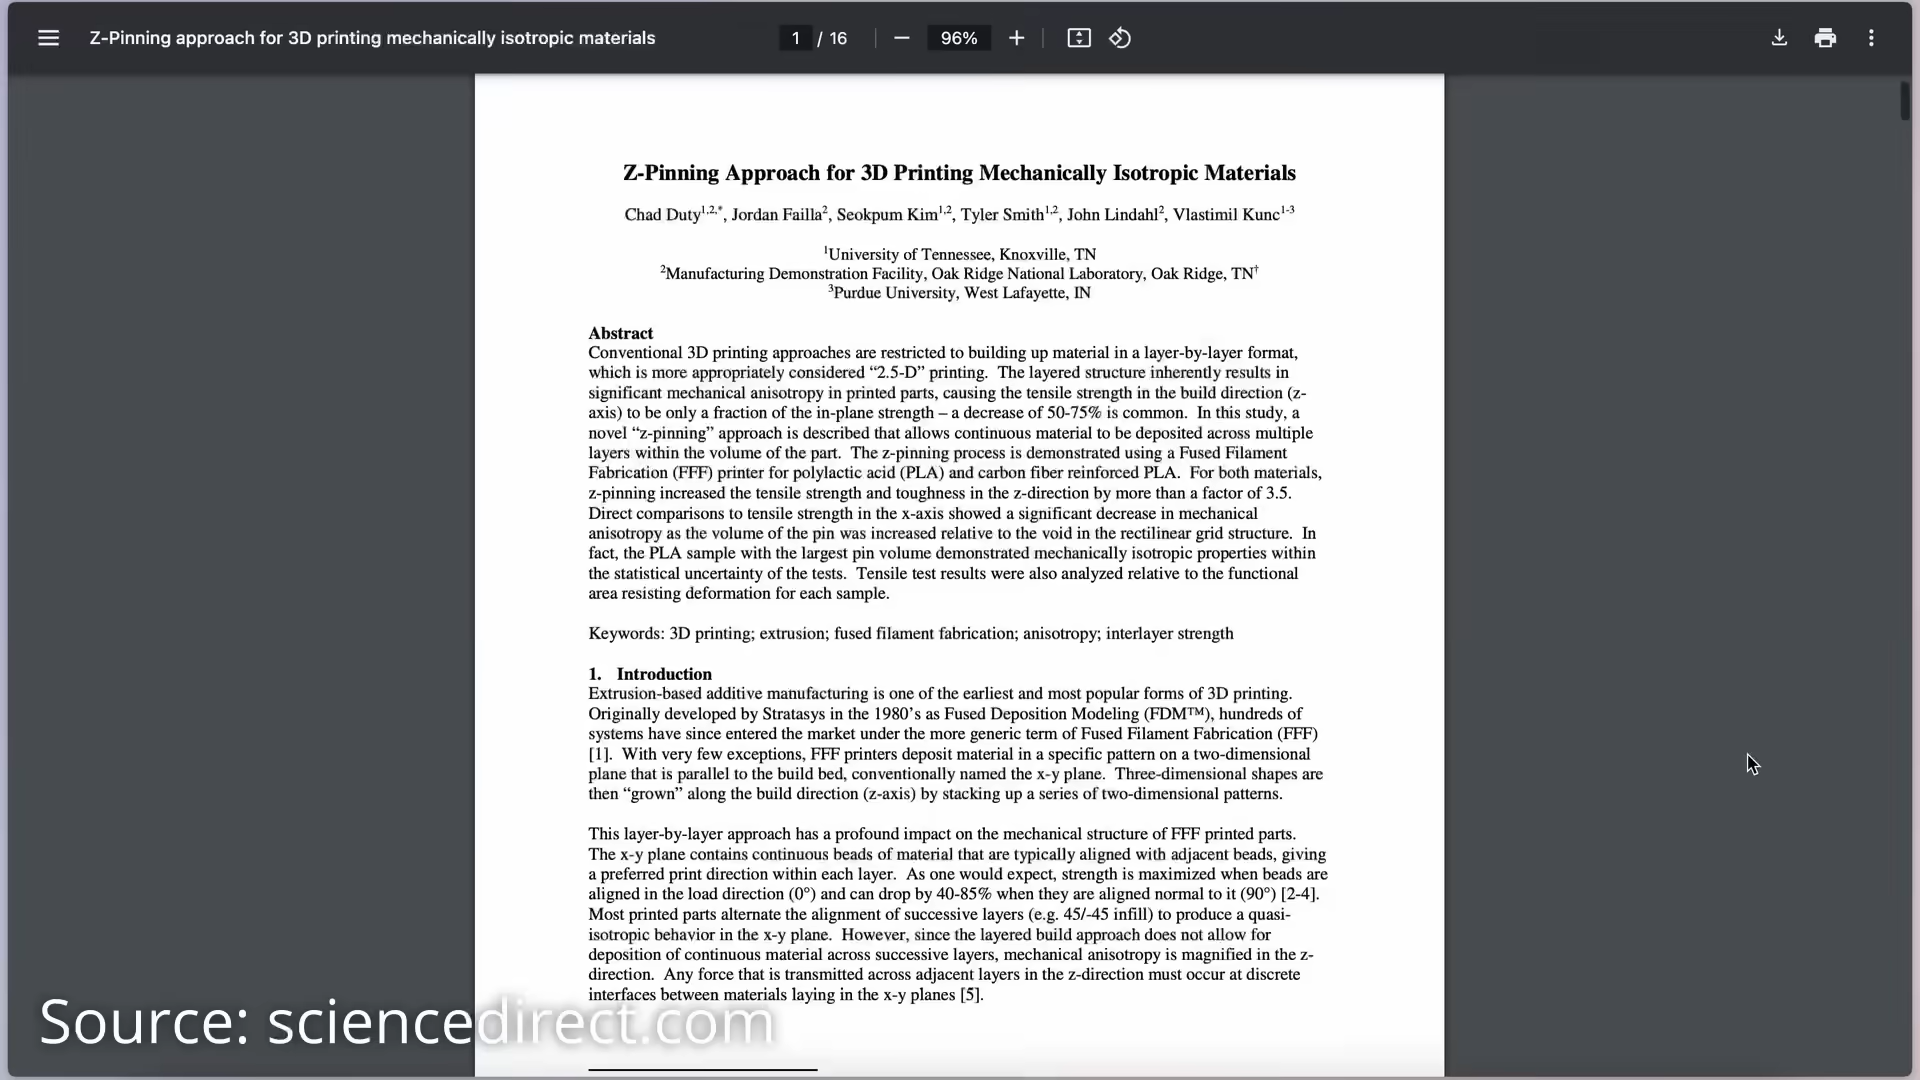 Z-Pinning approach for 3D printing mechanically isotropic materials
1 / 16
96%
Z-Pinning Approach for 3D Printing Mechanically Isotropic Materials
Chad Duty1,2,*, Jordan Failla2, Seokpum Kim1,2, Tyler Smith1,2, John Lindahl2, Vlastimil Kunc1-3
1University of Tennessee, Knoxville, TN
2Manufacturing Demonstration Facility, Oak Ridge National Laboratory, Oak Ridge, TN†
3Purdue University, West Lafayette, IN
Abstract
Conventional 3D printing approaches are restricted to building up material in a layer-by-layer format,
which is more appropriately considered “2.5-D” printing. The layered structure inherently results in
significant mechanical anisotropy in printed parts, causing the tensile strength in the build direction (z-
axis) to be only a fraction of the in-plane strength – a decrease of 50-75% is common. In this study, a
novel “z-pinning” approach is described that allows continuous material to be deposited across multiple
layers within the volume of the part. The z-pinning process is demonstrated using a Fused Filament
Fabrication (FFF) printer for polylactic acid (PLA) and carbon fiber reinforced PLA. For both materials,
z-pinning increased the tensile strength and toughness in the z-direction by more than a factor of 3.5.
Direct comparisons to tensile strength in the x-axis showed a significant decrease in mechanical
anisotropy as the volume of the pin was increased relative to the void in the rectilinear grid structure. In
fact, the PLA sample with the largest pin volume demonstrated mechanically isotropic properties within
the statistical uncertainty of the tests. Tensile test results were also analyzed relative to the functional
area resisting deformation for each sample.
Keywords: 3D printing; extrusion; fused filament fabrication; anisotropy; interlayer strength
1. Introduction
Extrusion-based additive manufacturing is one of the earliest and most popular forms of 3D printing.
Originally developed by Stratasys in the 1980’s as Fused Deposition Modeling (FDM™), hundreds of
systems have since entered the market under the more generic term of Fused Filament Fabrication (FFF)
[1]. With very few exceptions, FFF printers deposit material in a specific pattern on a two-dimensional
plane that is parallel to the build bed, conventionally named the x-y plane. Three-dimensional shapes are
then “grown” along the build direction (z-axis) by stacking up a series of two-dimensional patterns.
This layer-by-layer approach has a profound impact on the mechanical structure of FFF printed parts.
The x-y plane contains continuous beads of material that are typically aligned with adjacent beads, giving
a preferred print direction within each layer. As one would expect, strength is maximized when beads are
aligned in the load direction (0°) and can drop by 40-85% when they are aligned normal to it (90°) [2-4].
Most printed parts alternate the alignment of successive layers (e.g. 45/-45 infill) to produce a quasi-
isotropic behavior in the x-y plane. However, since the layered build approach does not allow for
deposition of continuous material across successive layers, mechanical anisotropy is magnified in the z-
direction. Any force that is transmitted across adjacent layers in the z-direction must occur at discrete
interfaces between materials laying in the x-y planes [5].
Source: sciencedirect.com